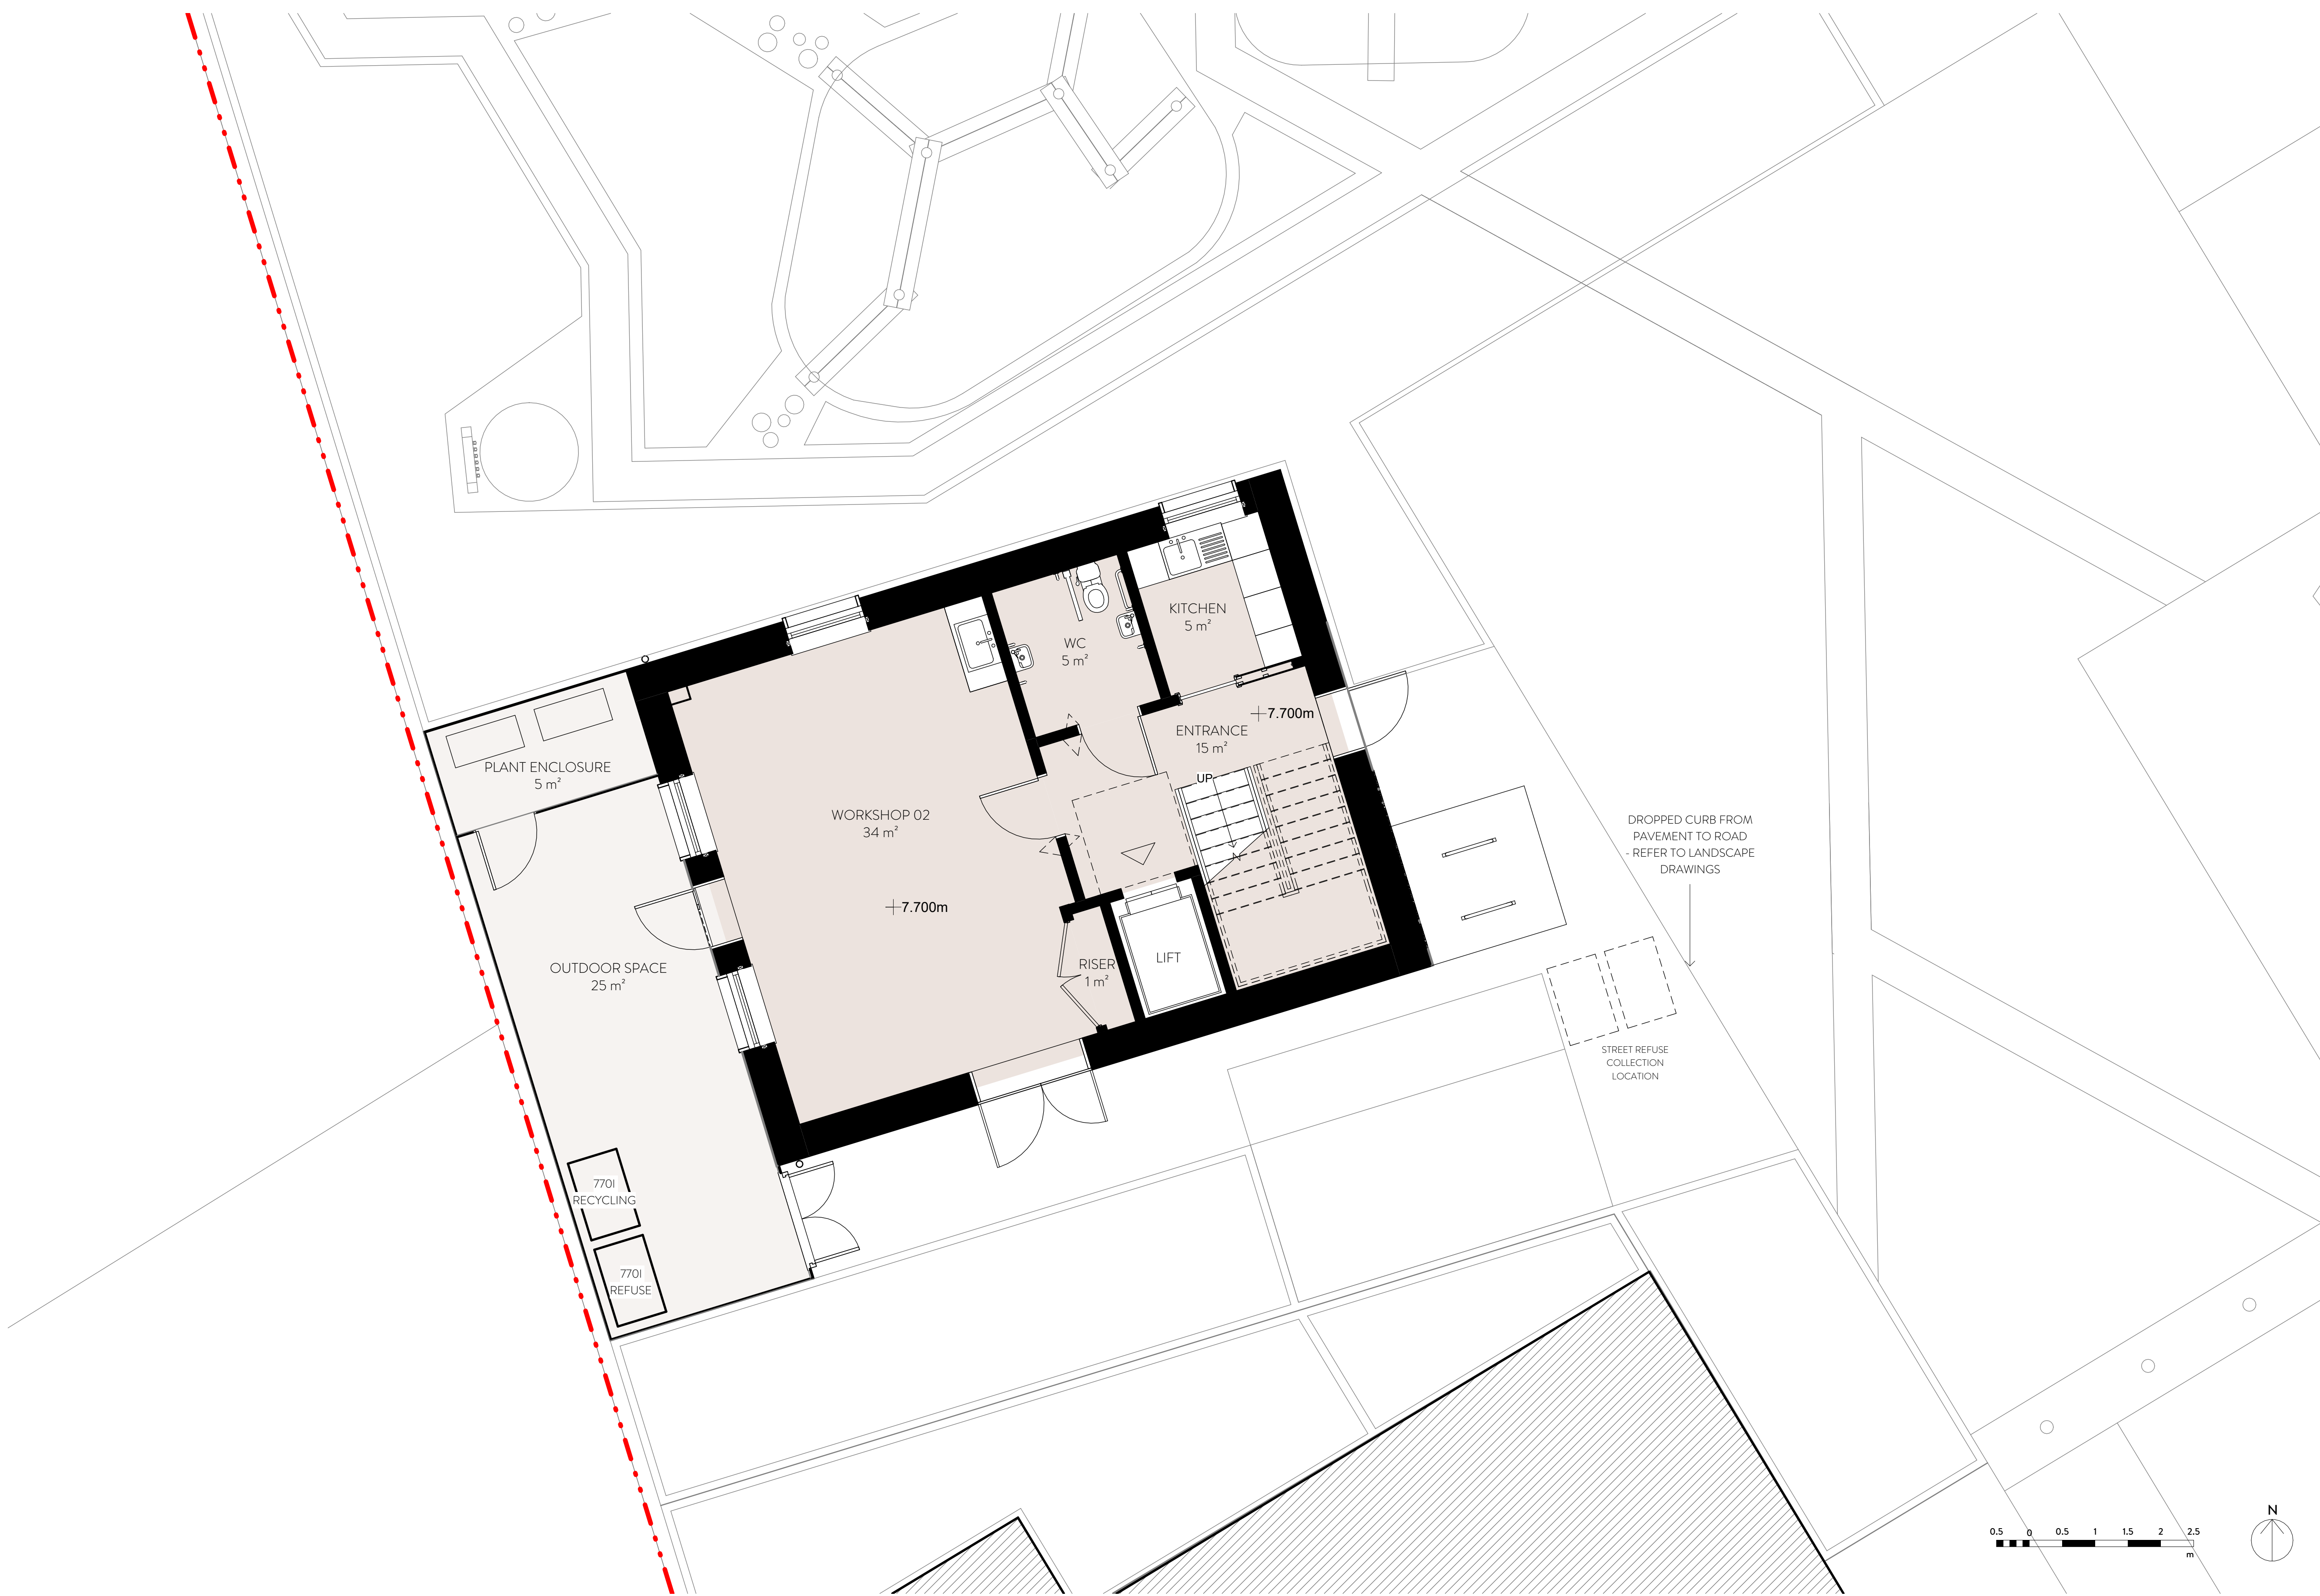 KITCHEN
5 m²
WC
5 m²
ENTRANCE
15 m²
7.700m
UP
PLANT ENCLOSURE
5 m²
WORKSHOP 02
34 m²
7.700m
DROPPED CURB FROM
PAVEMENT TO ROAD
- REFER TO LANDSCAPE
DRAWINGS
OUTDOOR SPACE
25 m²
RISER
1 m²
LIFT
STREET REFUSE
COLLECTION
LOCATION
770l
RECYCLING
770l
REFUSE
0.5 0 0.5 1 1.5 2 2.5
m
N